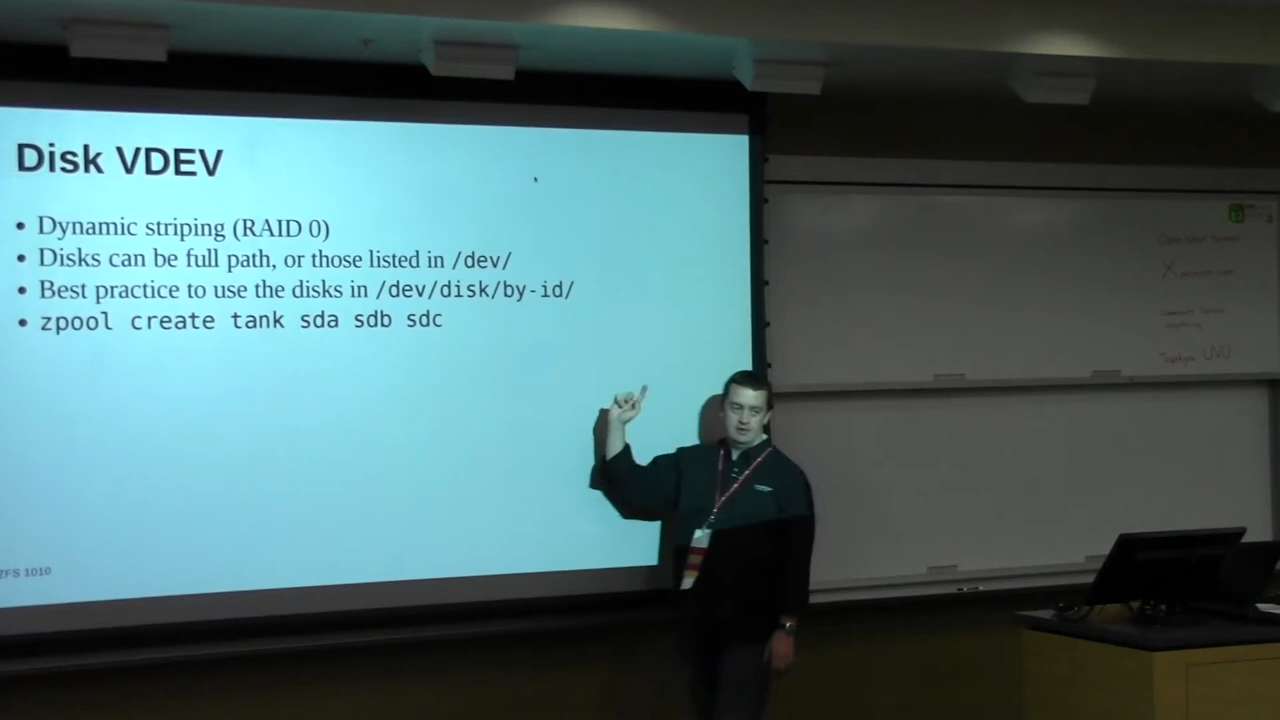 Disk VDEV
• Dynamic striping (RAID 0)
• Disks can be full path, or those listed in /dev/
• Best practice to use the disks in /dev/disk/by-id/
• zpool create tank sda sdb sdc
ZFS 1010
UVU